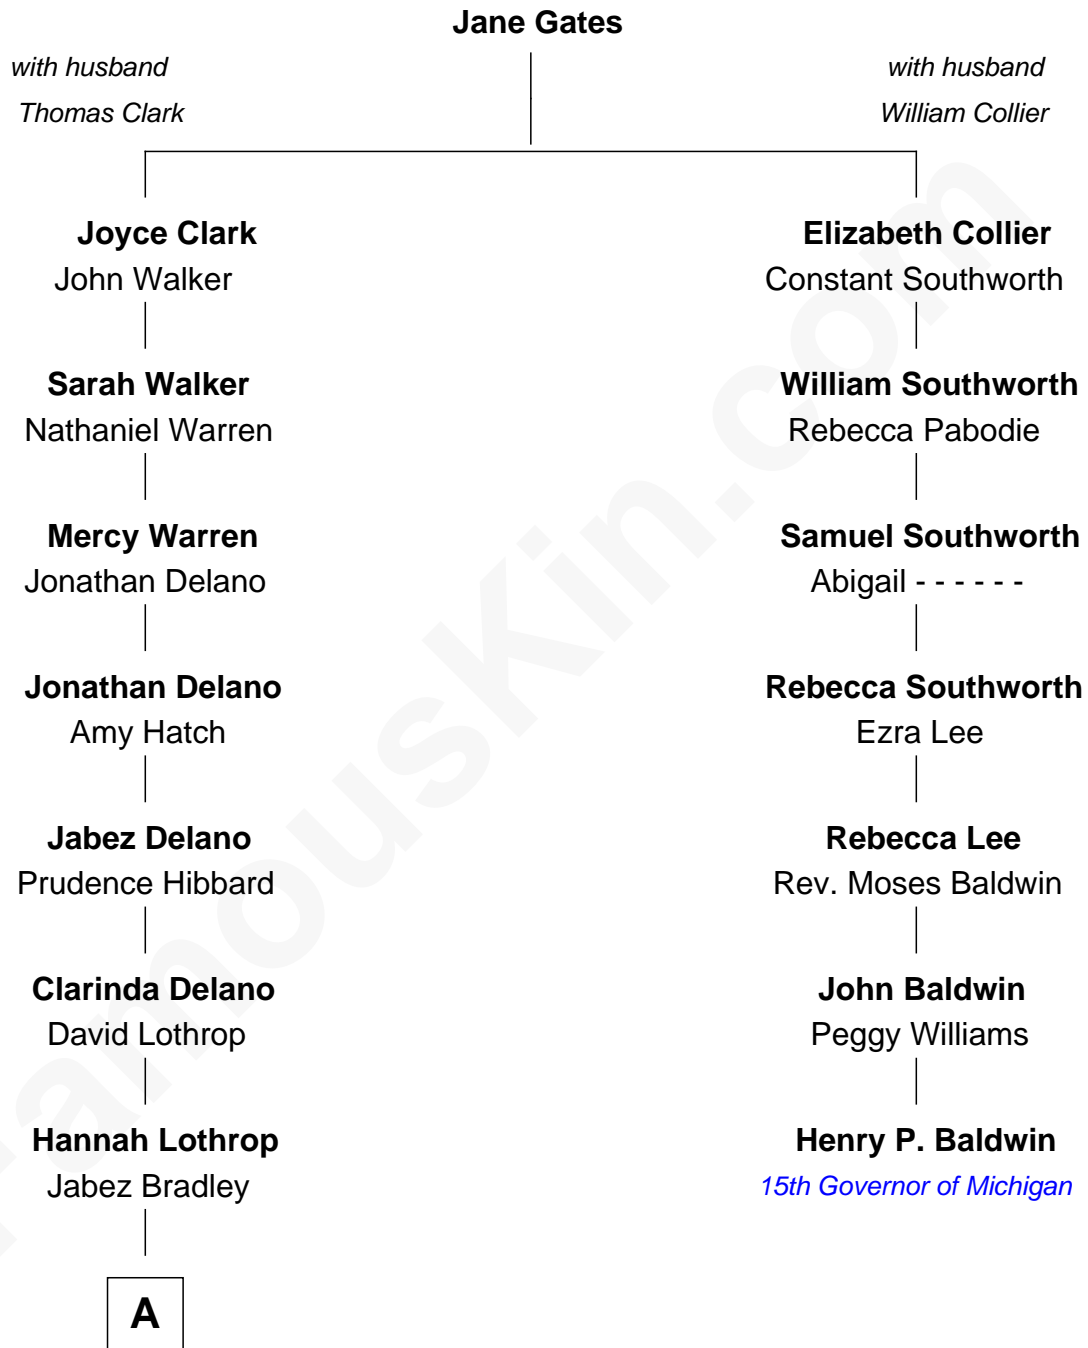 Jane Gates
with husband
Thomas Clark
with husband
William Collier
Joyce Clark
John Walker
Elizabeth Collier
Constant Southworth
Sarah Walker
Nathaniel Warren
William Southworth
Rebecca Pabodie
Mercy Warren
Jonathan Delano
Samuel Southworth
Abigail - - - - - -
Jonathan Delano
Amy Hatch
Rebecca Southworth
Ezra Lee
Jabez Delano
Prudence Hibbard
Rebecca Lee
Rev. Moses Baldwin
Clarinda Delano
David Lothrop
John Baldwin
Peggy Williams
Hannah Lothrop
Jabez Bradley
Henry P. Baldwin
15th Governor of Michigan
A
FamousKin.com